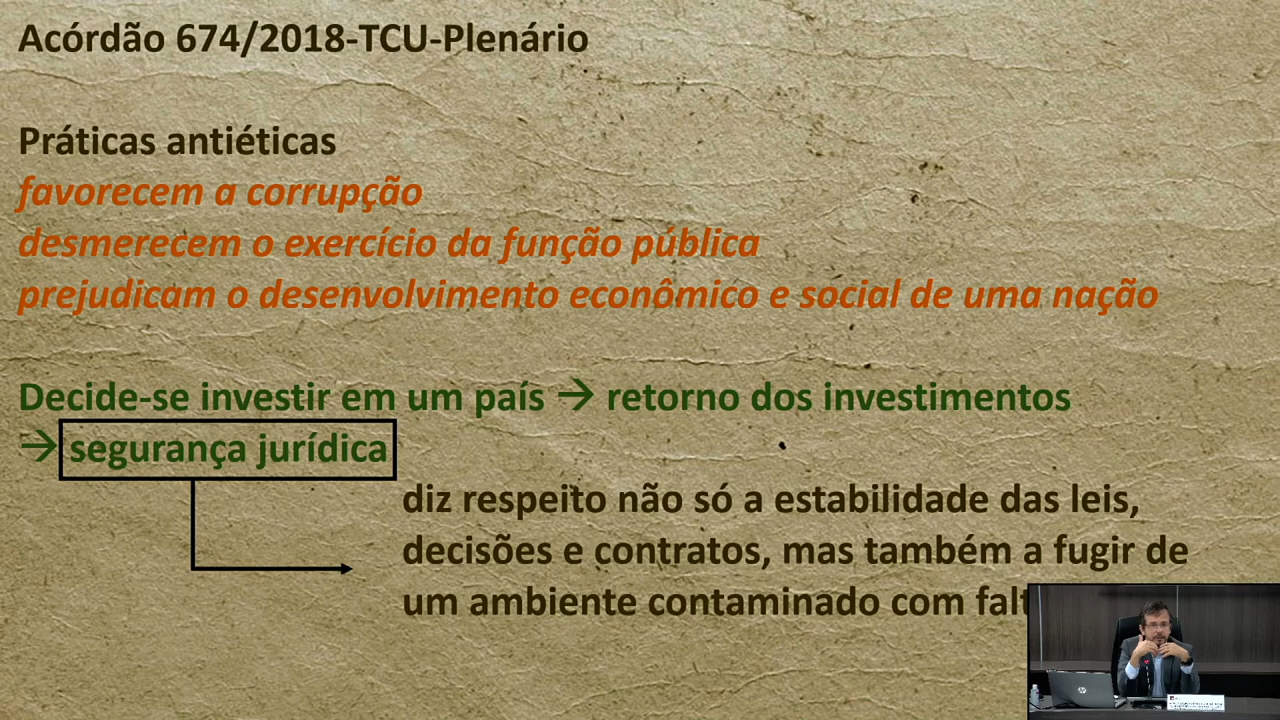 Acórdão 674/2018-TCU-Plenário
Práticas antiéticas
favorecem a corrupção
desmerecem o exercício da função pública
prejudicam o desenvolvimento econômico e social de uma nação
Decide-se investir em um país → retorno dos investimentos
→ segurança jurídica
diz respeito não só a estabilidade das leis,
decisões e contratos, mas também a fugir de
um ambiente contaminado com
hp